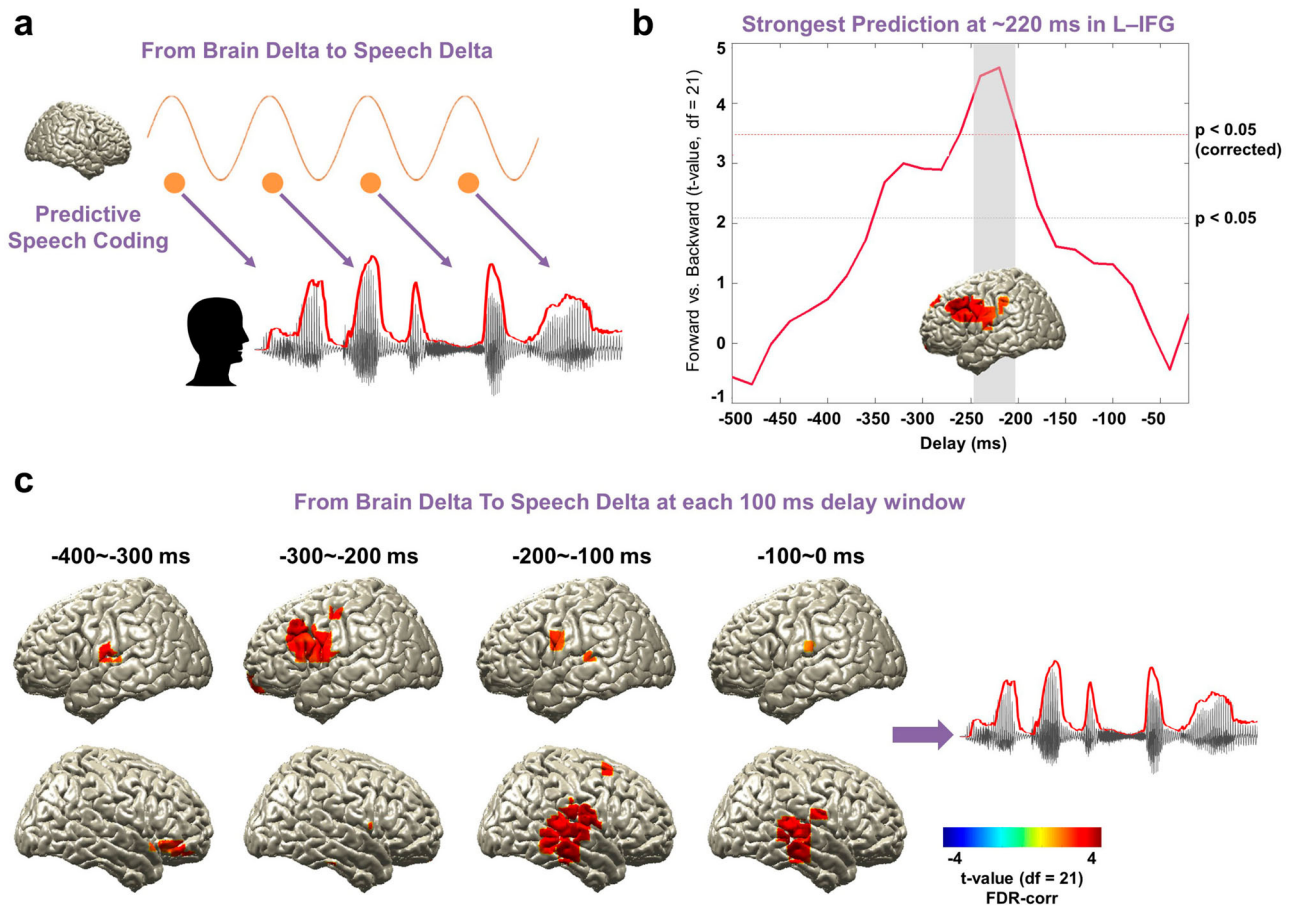 a
From Brain Delta to Speech Delta
Predictive
Speech Coding
b
Strongest Prediction at ~220 ms in L–IFG
Forward vs. Backward (t-value, df = 21)
5
4
3
2
1
0
-1
p < 0.05
(corrected)
p < 0.05
-500 -450 -400 -350 -300 -250 -200 -150 -100 -50
Delay (ms)
c
From Brain Delta To Speech Delta at each 100 ms delay window
-400~-300 ms
-300~-200 ms
-200~-100 ms
-100~0 ms
-4 4
t-value (df = 21)
FDR-corr